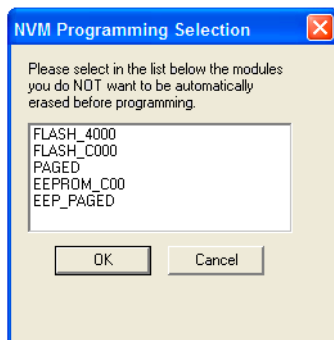 NVM Programming Selection
Please select in the list below the modules
you do NOT want to be automatically
erased before programming.
FLASH_4000
FLASH_C000
PAGED
EEPROM_C00
EEP_PAGED
OK
Cancel